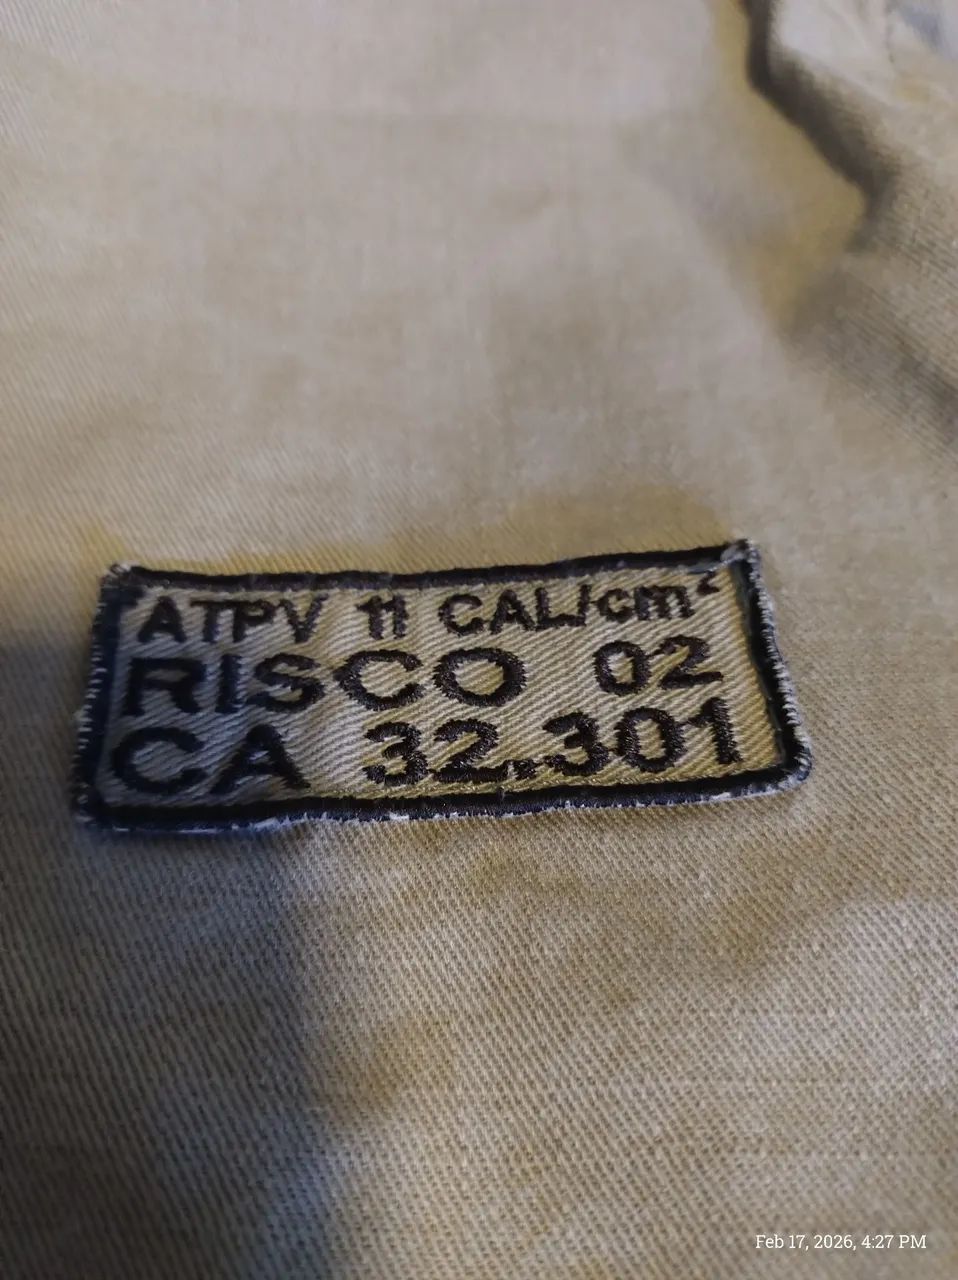 ATPV 11 CAL/cm²
RISCO 02
CA 32.301
Feb 17, 2026, 4:27 PM